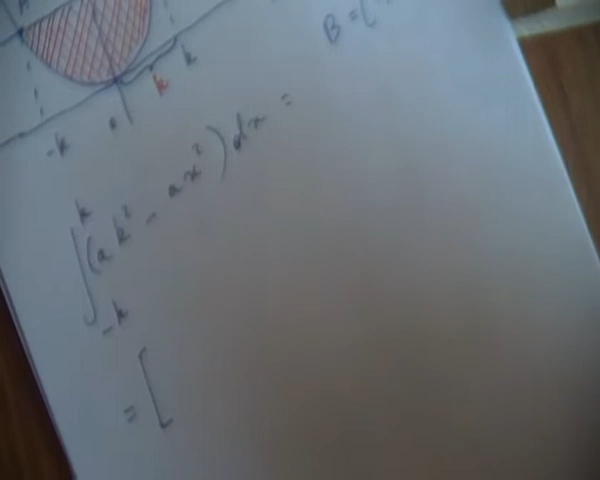 B = (
-k o k k
∫_{-k}^{k} (ak² - ax²) dx =
= [